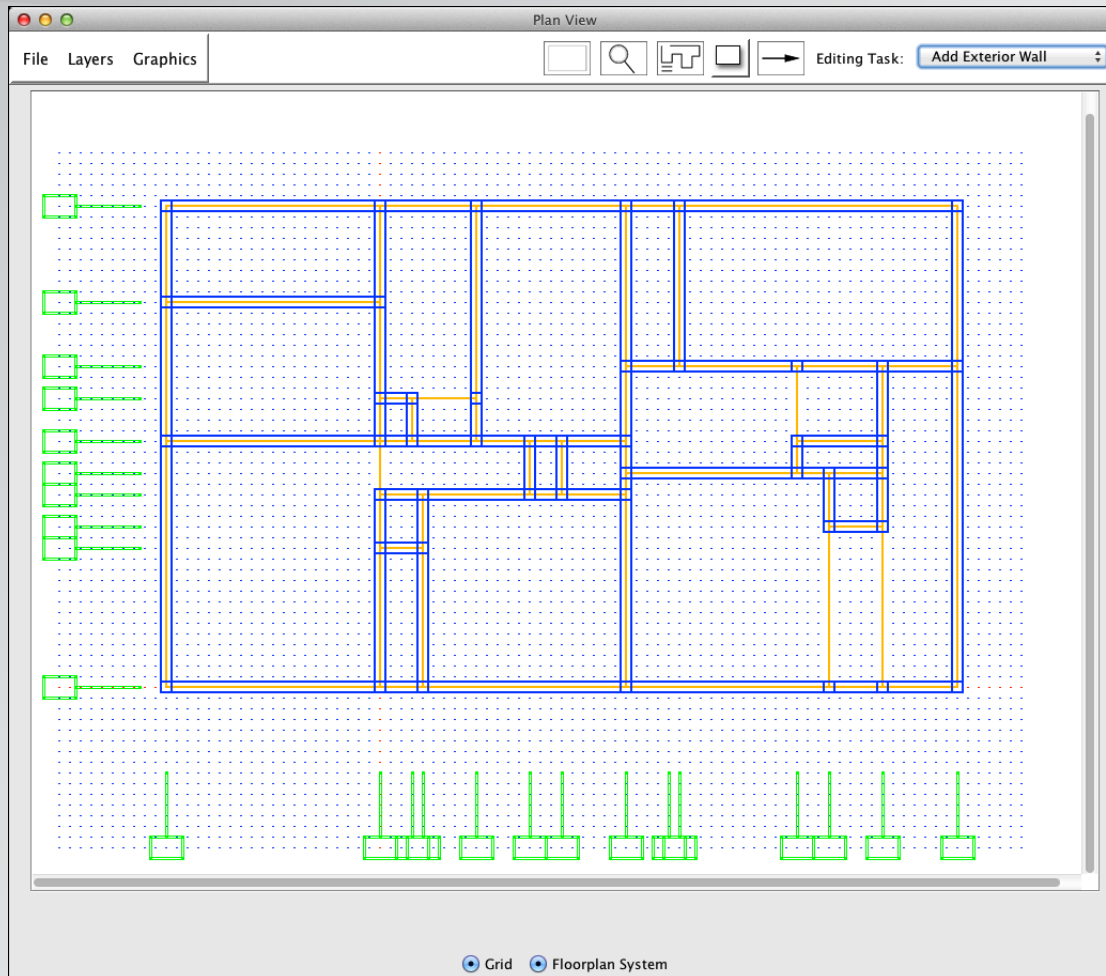 Plan View
File Layers Graphics
Editing Task: Add Exterior Wall
Grid Floorplan System